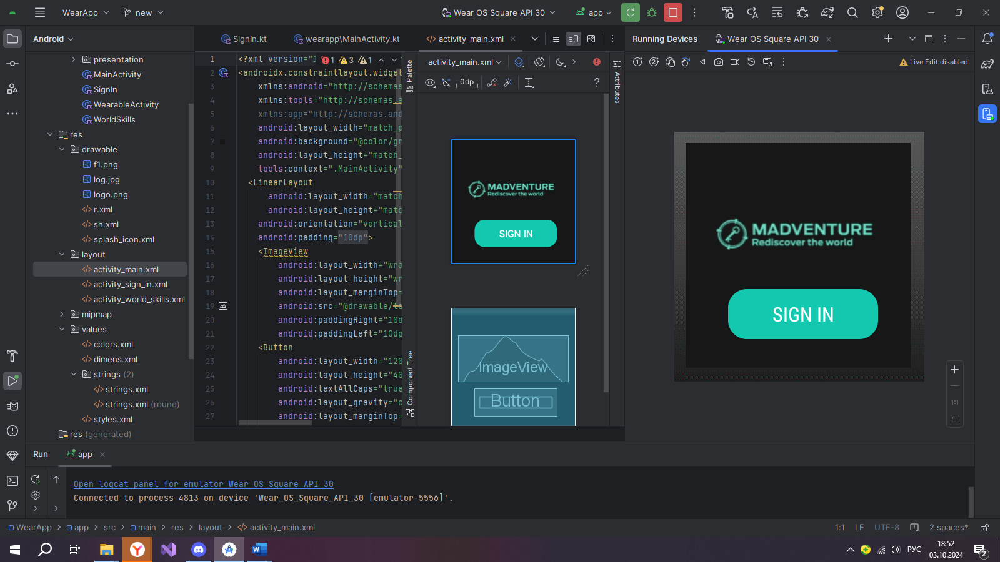 WearApp
new
Wear OS Square API 30
app
Android
presentation
MainActivity
SignIn
WearableActivity
WorldSkills
res
drawable
f1.png
log.jpg
logo.png
r.xml
sh.xml
splash_icon.xml
layout
activity_main.xml
activity_sign_in.xml
activity_world_skills.xml
mipmap
values
colors.xml
dimens.xml
strings (2)
strings.xml
strings.xml (round)
styles.xml
res (generated)
SignIn.kt
wearapp\MainActivity.kt
activity_main.xml
1 3 1
1 <?xml version="1
2 <androidx.constraintlayout.widget
3 xmlns:android="http://schemas
4 xmlns:tools="http://schemas.a
5 xmlns:app="http://schemas.and
6 android:layout_width="match_p
7 android:background="@color/gr
8 android:layout_height="match_
9 tools:context=".MainActivity"
10 <LinearLayout
11 android:layout_width="match
12 android:layout_height="matc
13 android:orientation="vertical
14 android:padding="10dp">
15 <ImageView
16 android:layout_width="wra
17 android:layout_height="wr
18 android:layout_marginTop=
19 android:src="@drawable/lo
20 android:paddingRight="10d
21 android:paddingLeft="10dp
22 <Button
23 android:layout_width="120
24 android:layout_height="40
25 android:textAllCaps="true
26 android:layout_gravity="c
27 android:layout_marginTop=
Palette
Component Tree
activity_main.xml
0dp
?
Attributes
MADVENTURE
Rediscover the world
SIGN IN
ImageView
Button
Running Devices
Wear OS Square API 30
Live Edit disabled
MADVENTURE
Rediscover the world
SIGN IN
1:1
Run
app
Open logcat panel for emulator Wear OS Square API 30
Connected to process 4813 on device 'Wear_OS_Square_API_30 [emulator-5556]'.
WearApp > app > src > main > res > layout > activity_main.xml
1:1 LF UTF-8 2 spaces*
РУС
18:52
03.10.2024
2